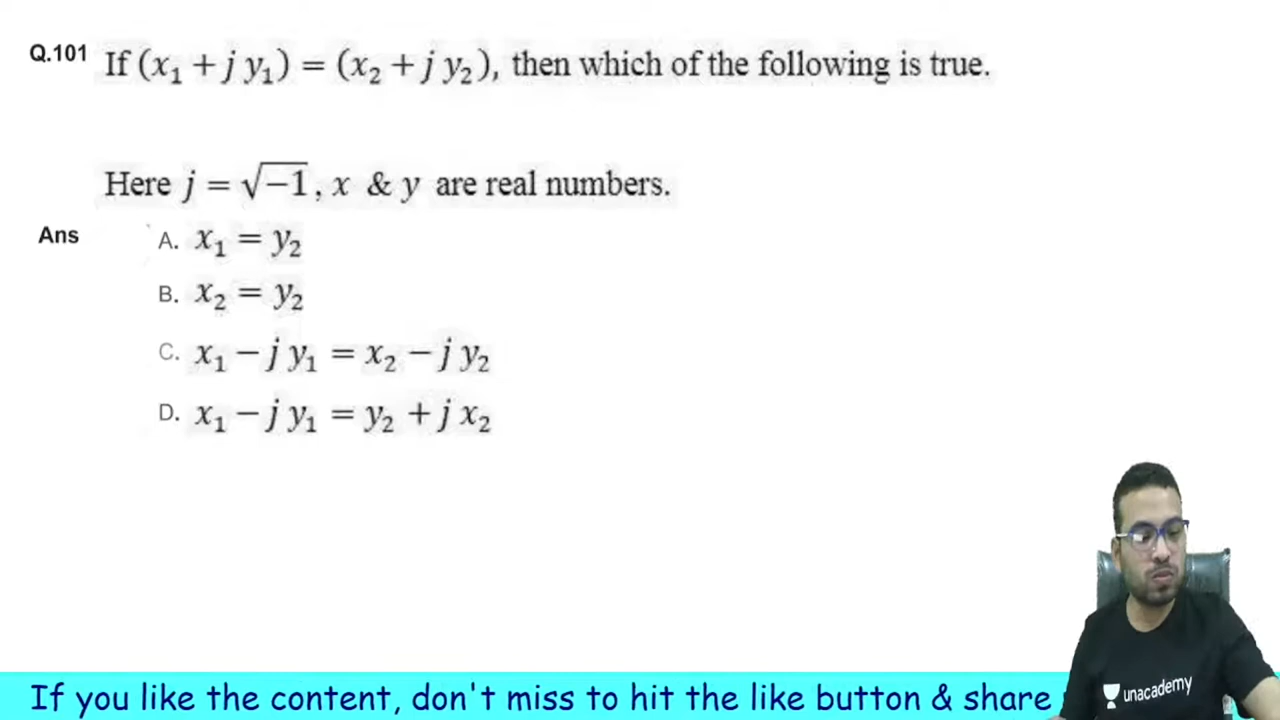 Q.101 If (x₁ + j y₁) = (x₂ + j y₂), then which of the following is true.
Here j = √−1, x & y are real numbers.
Ans A. x₁ = y₂
B. x₂ = y₂
C. x₁ − j y₁ = x₂ − j y₂
D. x₁ − j y₁ = y₂ + j x₂
unacademy
If you like the content, don't miss to hit the like button & share